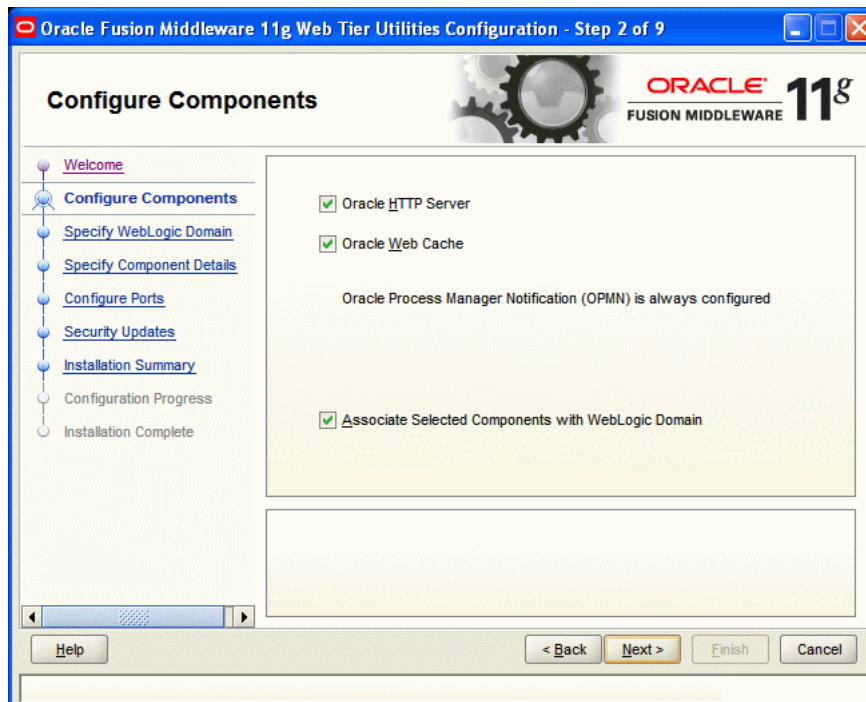 Oracle Fusion Middleware 11g Web Tier Utilities Configuration - Step 2 of 9
Configure Components
ORACLE
FUSION MIDDLEWARE
11g
Welcome
Configure Components
Specify WebLogic Domain
Specify Component Details
Configure Ports
Security Updates
Installation Summary
Configuration Progress
Installation Complete
Oracle HTTP Server
Oracle Web Cache
Oracle Process Manager Notification (OPMN) is always configured
Associate Selected Components with WebLogic Domain
Help
< Back
Next >
Finish
Cancel